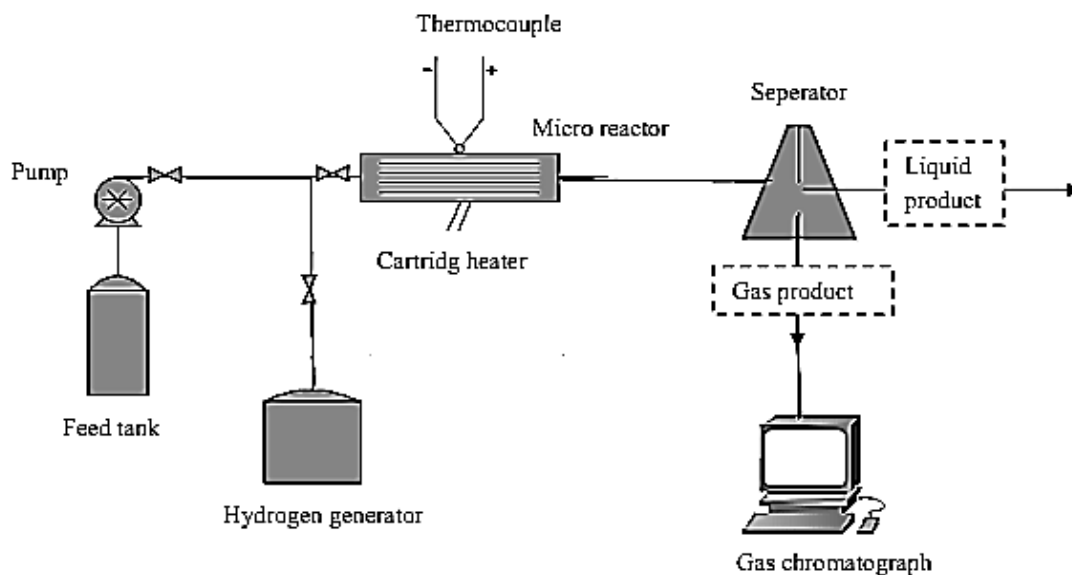 Thermocouple
- +
Seperator
Micro reactor
Pump
Liquid
product
Cartridg heater
Gas product
Feed tank
Hydrogen generator
Gas chromatograph